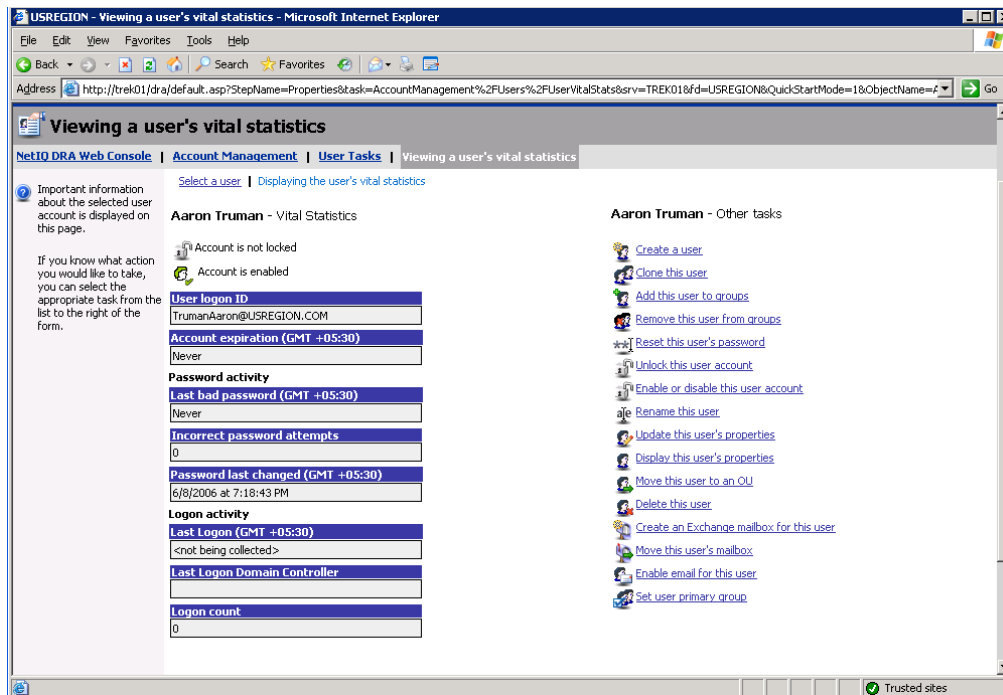 USREGION - Viewing a user's vital statistics - Microsoft Internet Explorer
File Edit View Favorites Tools Help
Back Search Favorites
Address http://trek01/dra/default.asp?StepName=Properties&task=AccountManagement%2FUsers%2FUserVitalStats&srv=TREK01&fd=USREGION&QuickStartMode=1&ObjectName= Go
Viewing a user's vital statistics
NetIQ DRA Web Console | Account Management | User Tasks | Viewing a user's vital statistics
Important information
about the selected user
account is displayed on
this page.
If you know what action
you would like to take,
you can select the
appropriate task from the
list to the right of the
form.
Select a user | Displaying the user's vital statistics
Aaron Truman - Vital Statistics
Account is not locked
Account is enabled
User logon ID
TrumanAaron@USREGION.COM
Account expiration (GMT +05:30)
Never
Password activity
Last bad password (GMT +05:30)
Never
Incorrect password attempts
0
Password last changed (GMT +05:30)
6/8/2006 at 7:18:43 PM
Logon activity
Last Logon (GMT +05:30)
<not being collected>
Last Logon Domain Controller
Logon count
0
Aaron Truman - Other tasks
Create a user
Clone this user
Add this user to groups
Remove this user from groups
Reset this user's password
Unlock this user account
Enable or disable this user account
Rename this user
Update this user's properties
Display this user's properties
Move this user to an OU
Delete this user
Create an Exchange mailbox for this user
Move this user's mailbox
Enable email for this user
Set user primary group
Trusted sites